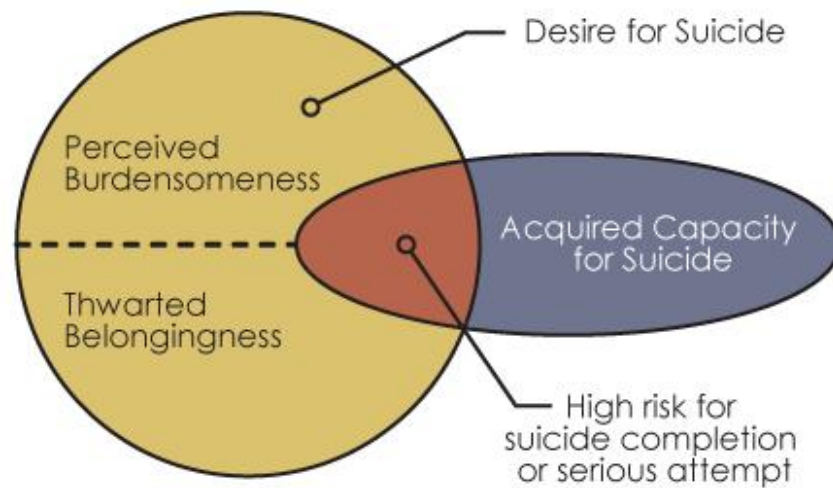 Desire for Suicide
Perceived
Burdensomeness
Acquired Capacity
for Suicide
Thwarted
Belongingness
High risk for
suicide completion
or serious attempt